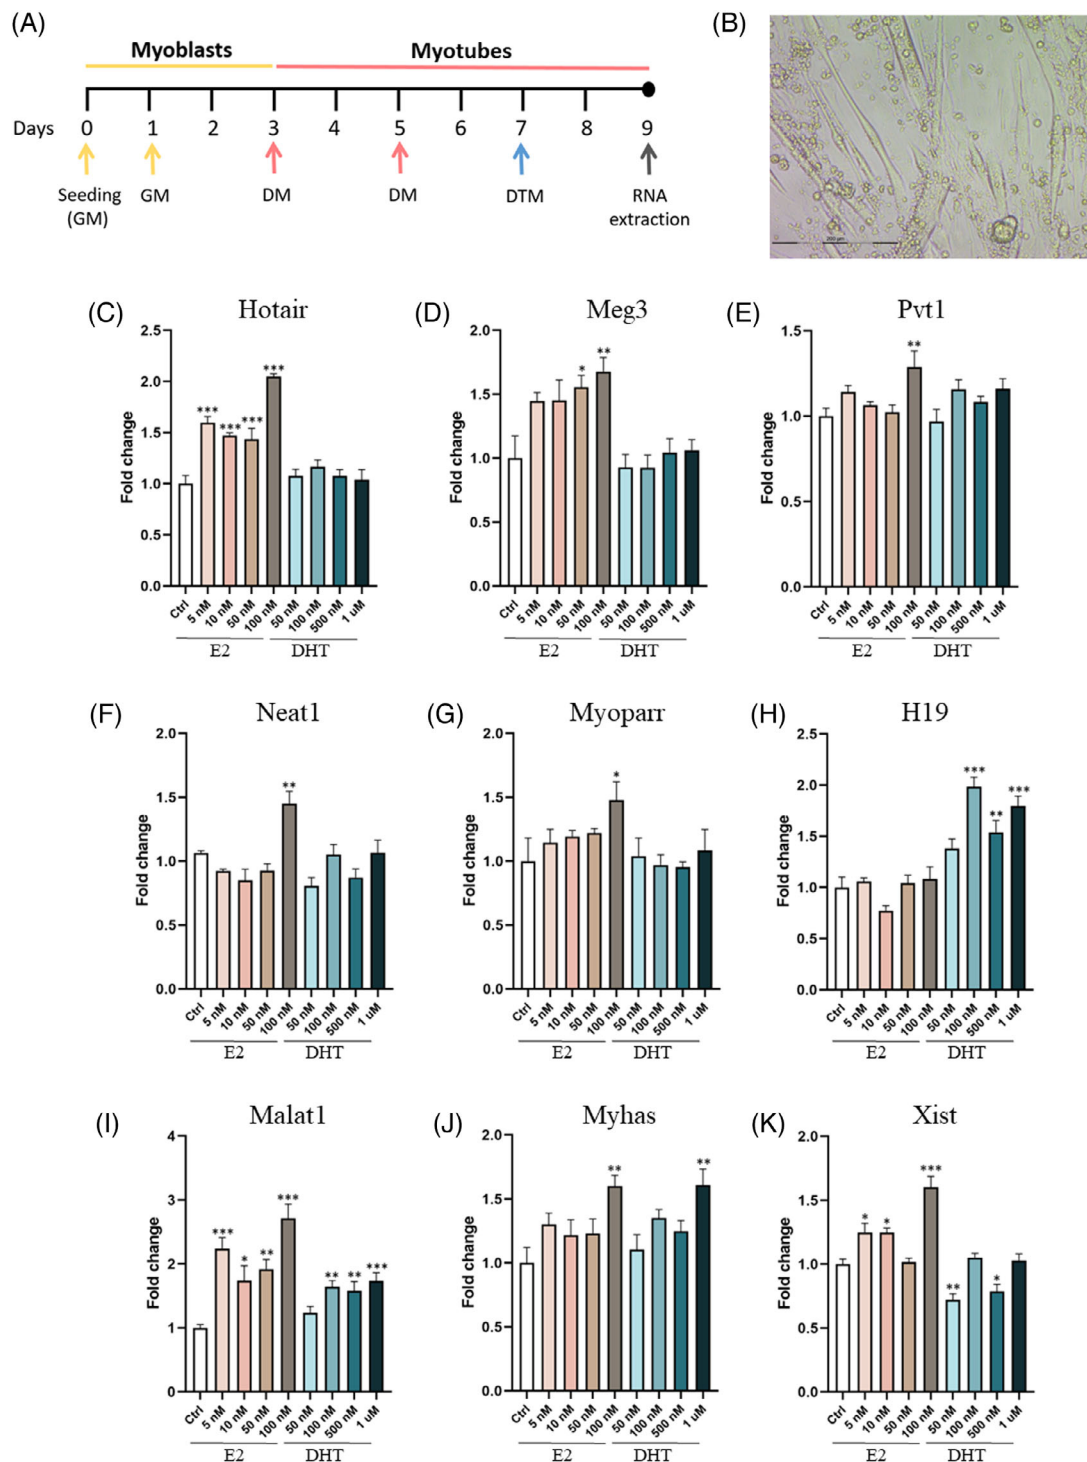 (A)
Myoblasts Myotubes
Days 0 1 2 3 4 5 6 7 8 9
Seeding (GM) GM DM DM DTM RNA extraction
(B)
200 µm
(C) Hotair
Fold change
2.5
2.0
1.5
1.0
0.5
0.0
*** *** *** ***
Ctrl 5 nM 10 nM 50 nM 100 nM 50 nM 100 nM 500 nM 1 uM
E2 DHT
(D) Meg3
Fold change
2.0
1.5
1.0
0.5
0.0
* **
Ctrl 5 nM 10 nM 50 nM 100 nM 50 nM 100 nM 500 nM 1 uM
E2 DHT
(E) Pvt1
Fold change
1.5
1.0
0.5
0.0
**
Ctrl 5 nM 10 nM 50 nM 100 nM 50 nM 100 nM 500 nM 1 uM
E2 DHT
(F) Neat1
Fold change
2.0
1.5
1.0
0.5
0.0
**
Ctrl 5 nM 10 nM 50 nM 100 nM 50 nM 100 nM 500 nM 1 uM
E2 DHT
(G) Myoparr
Fold change
2.0
1.5
1.0
0.5
0.0
*
Ctrl 5 nM 10 nM 50 nM 100 nM 50 nM 100 nM 500 nM 1 uM
E2 DHT
(H) H19
Fold change
2.5
2.0
1.5
1.0
0.5
0.0
*** ** ***
Ctrl 5 nM 10 nM 50 nM 100 nM 50 nM 100 nM 500 nM 1 uM
E2 DHT
(I) Malat1
Fold change
4
3
2
1
0
*** * ** *** ** ** ***
Ctrl 5 nM 10 nM 50 nM 100 nM 50 nM 100 nM 500 nM 1 uM
E2 DHT
(J) Myhas
Fold change
2.0
1.5
1.0
0.5
0.0
** **
Ctrl 5 nM 10 nM 50 nM 100 nM 50 nM 100 nM 500 nM 1 uM
E2 DHT
(K) Xist
Fold change
2.0
1.5
1.0
0.5
0.0
* * *** ** *
Ctrl 5 nM 10 nM 50 nM 100 nM 50 nM 100 nM 500 nM 1 uM
E2 DHT